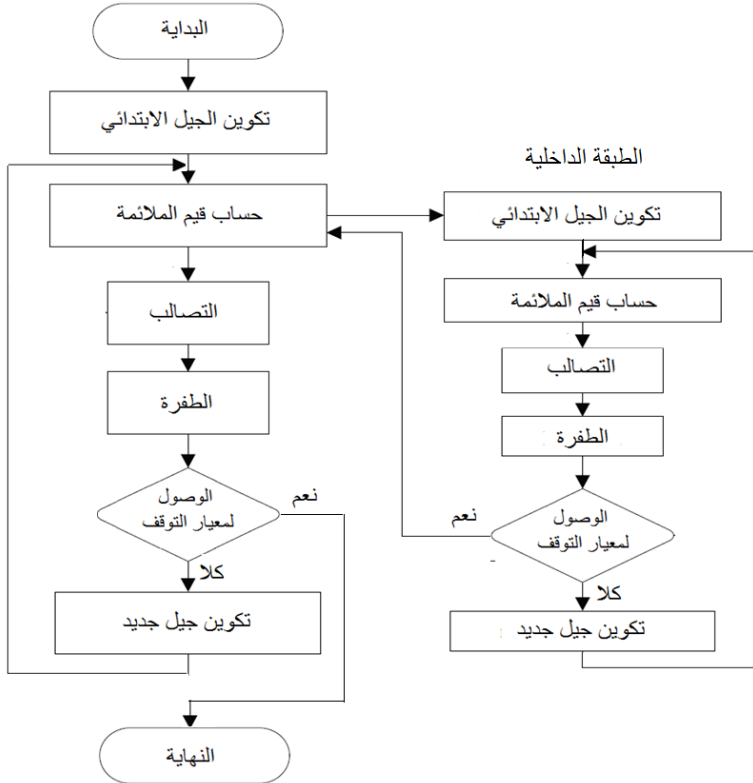 البداية
تكوين الجيل الابتدائي
حساب قيم الملائمة
التصالب
الطفرة
الوصول
لمعيار التوقف
نعم
كلا
تكوين جيل جديد
النهاية
الطبقة الداخلية
تكوين الجيل الابتدائي
حساب قيم الملائمة
التصالب
الطفرة
الوصول
لمعيار التوقف
نعم
كلا
تكوين جيل جديد